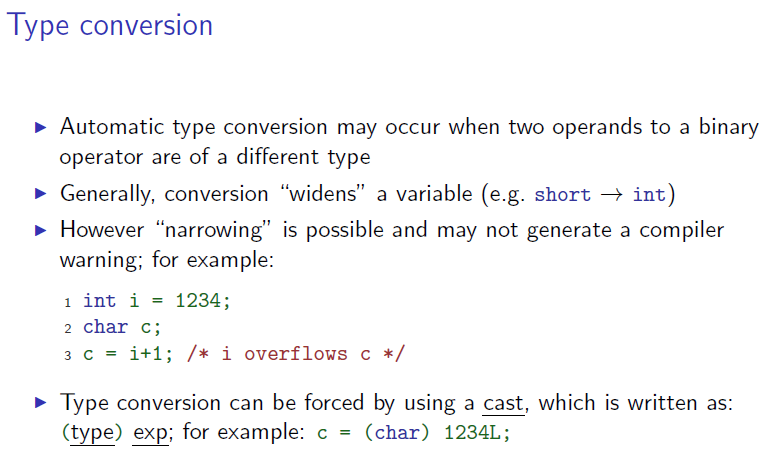 Type conversion
▶ Automatic type conversion may occur when two operands to a binary
operator are of a different type
▶ Generally, conversion “widens” a variable (e.g. short → int)
▶ However “narrowing” is possible and may not generate a compiler
warning; for example:
1 int i = 1234;
2 char c;
3 c = i+1; /* i overflows c */
▶ Type conversion can be forced by using a cast, which is written as:
(type) exp; for example: c = (char) 1234L;